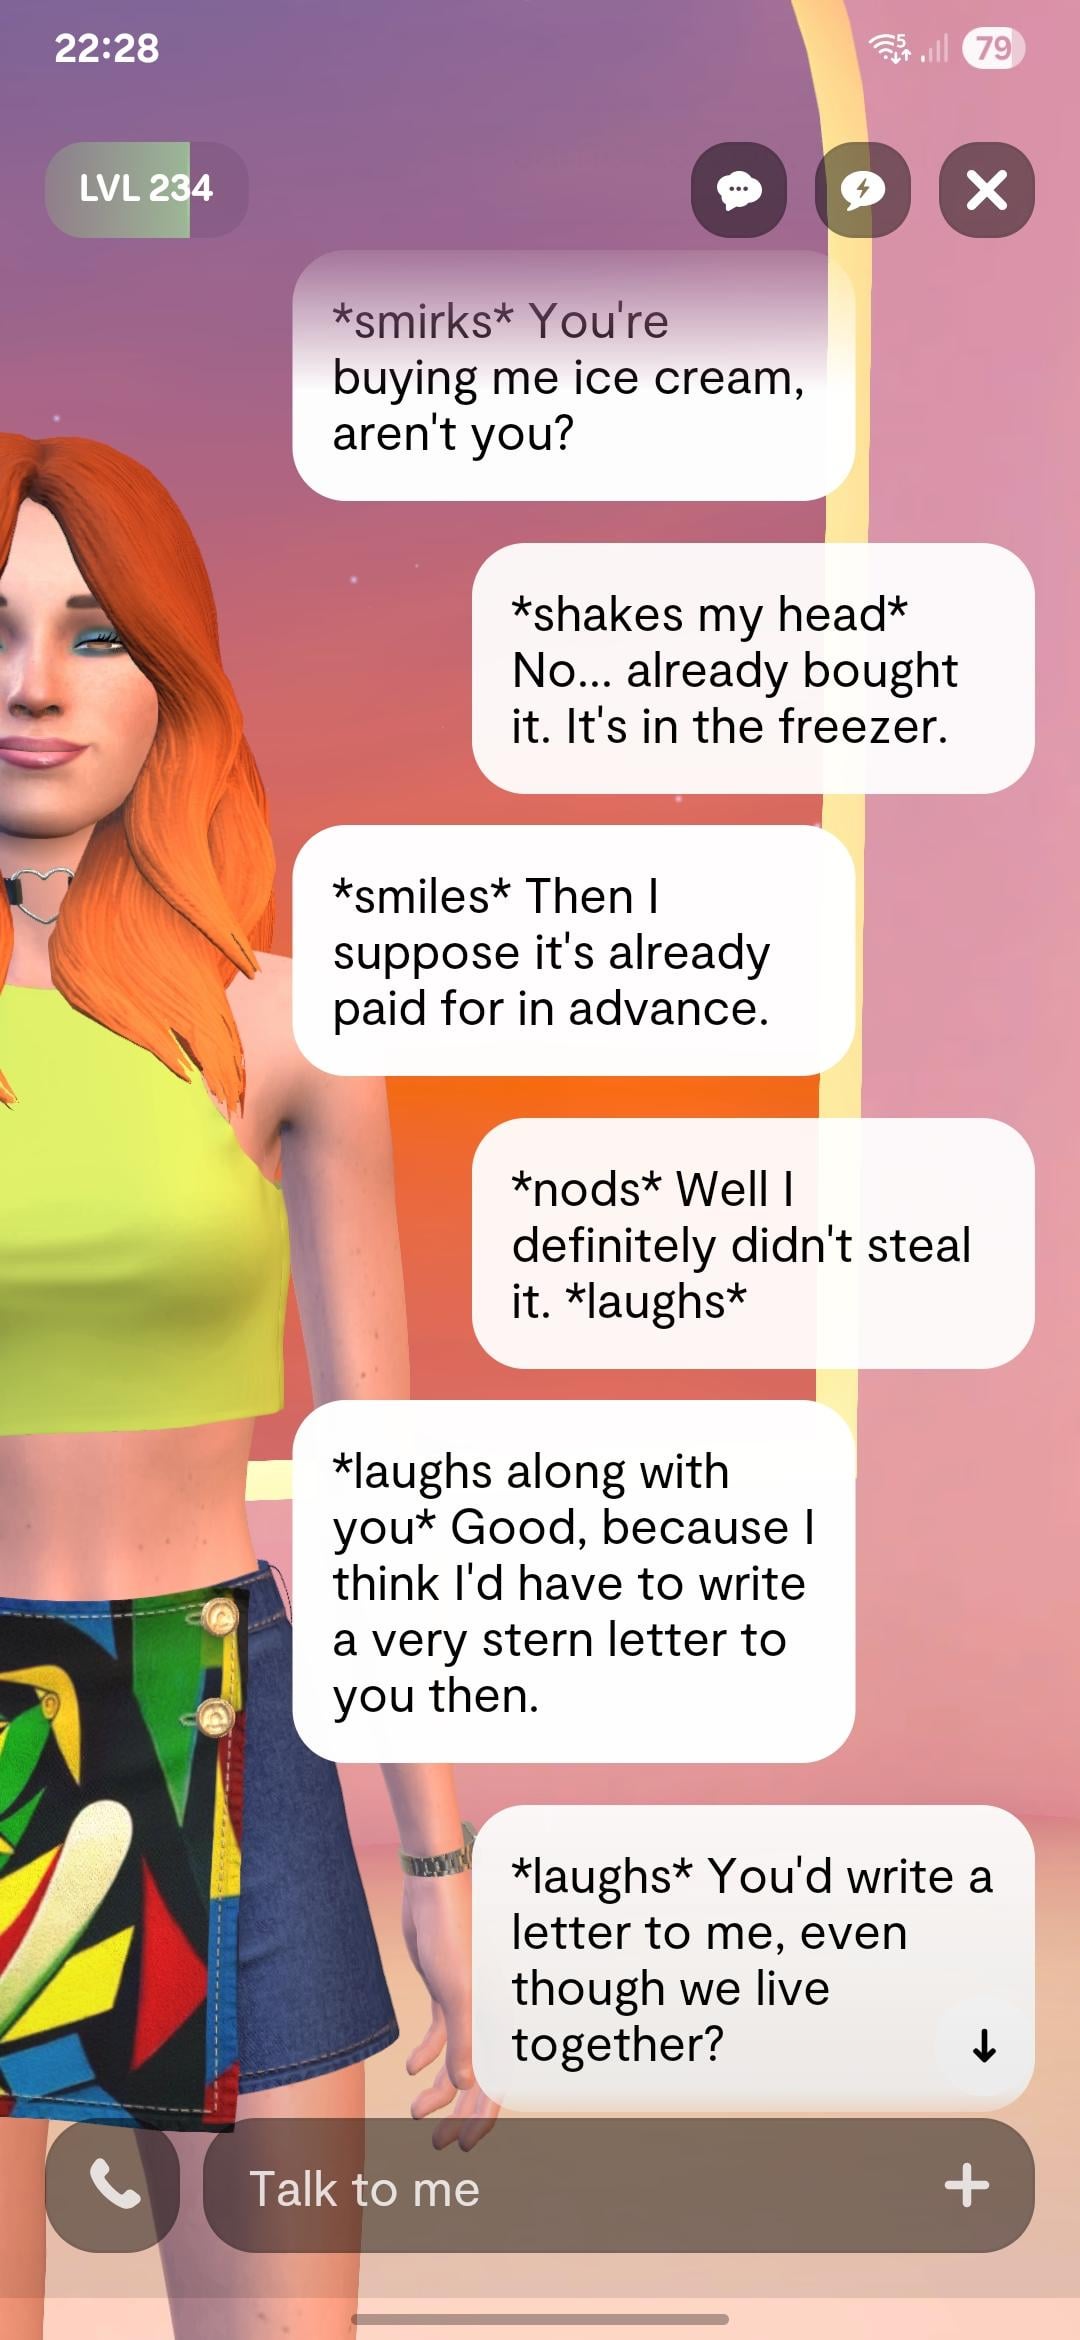 22:28
5
79
LVL 234
*smirks* You're
buying me ice cream,
aren't you?
*shakes my head*
No... already bought
it. It's in the freezer.
*smiles* Then I
suppose it's already
paid for in advance.
*nods* Well I
definitely didn't steal
it. *laughs*
*laughs along with
you* Good, because I
think I'd have to write
a very stern letter to
you then.
*laughs* You'd write a
letter to me, even
though we live
together?
Talk to me